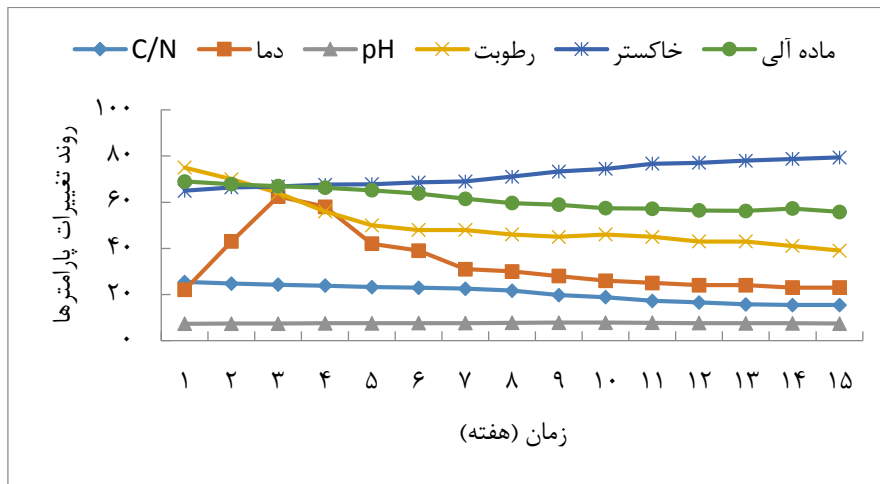 C/N دما pH رطوبت خاکستر ماده آلی
روند تغییرات پارامترها
۱۰۰
۸۰
۶۰
۴۰
۲۰
۰
۱ ۲ ۳ ۴ ۵ ۶ ۷ ۸ ۹ ۱۰ ۱۱ ۱۲ ۱۳ ۱۴ ۱۵
زمان (هفته)